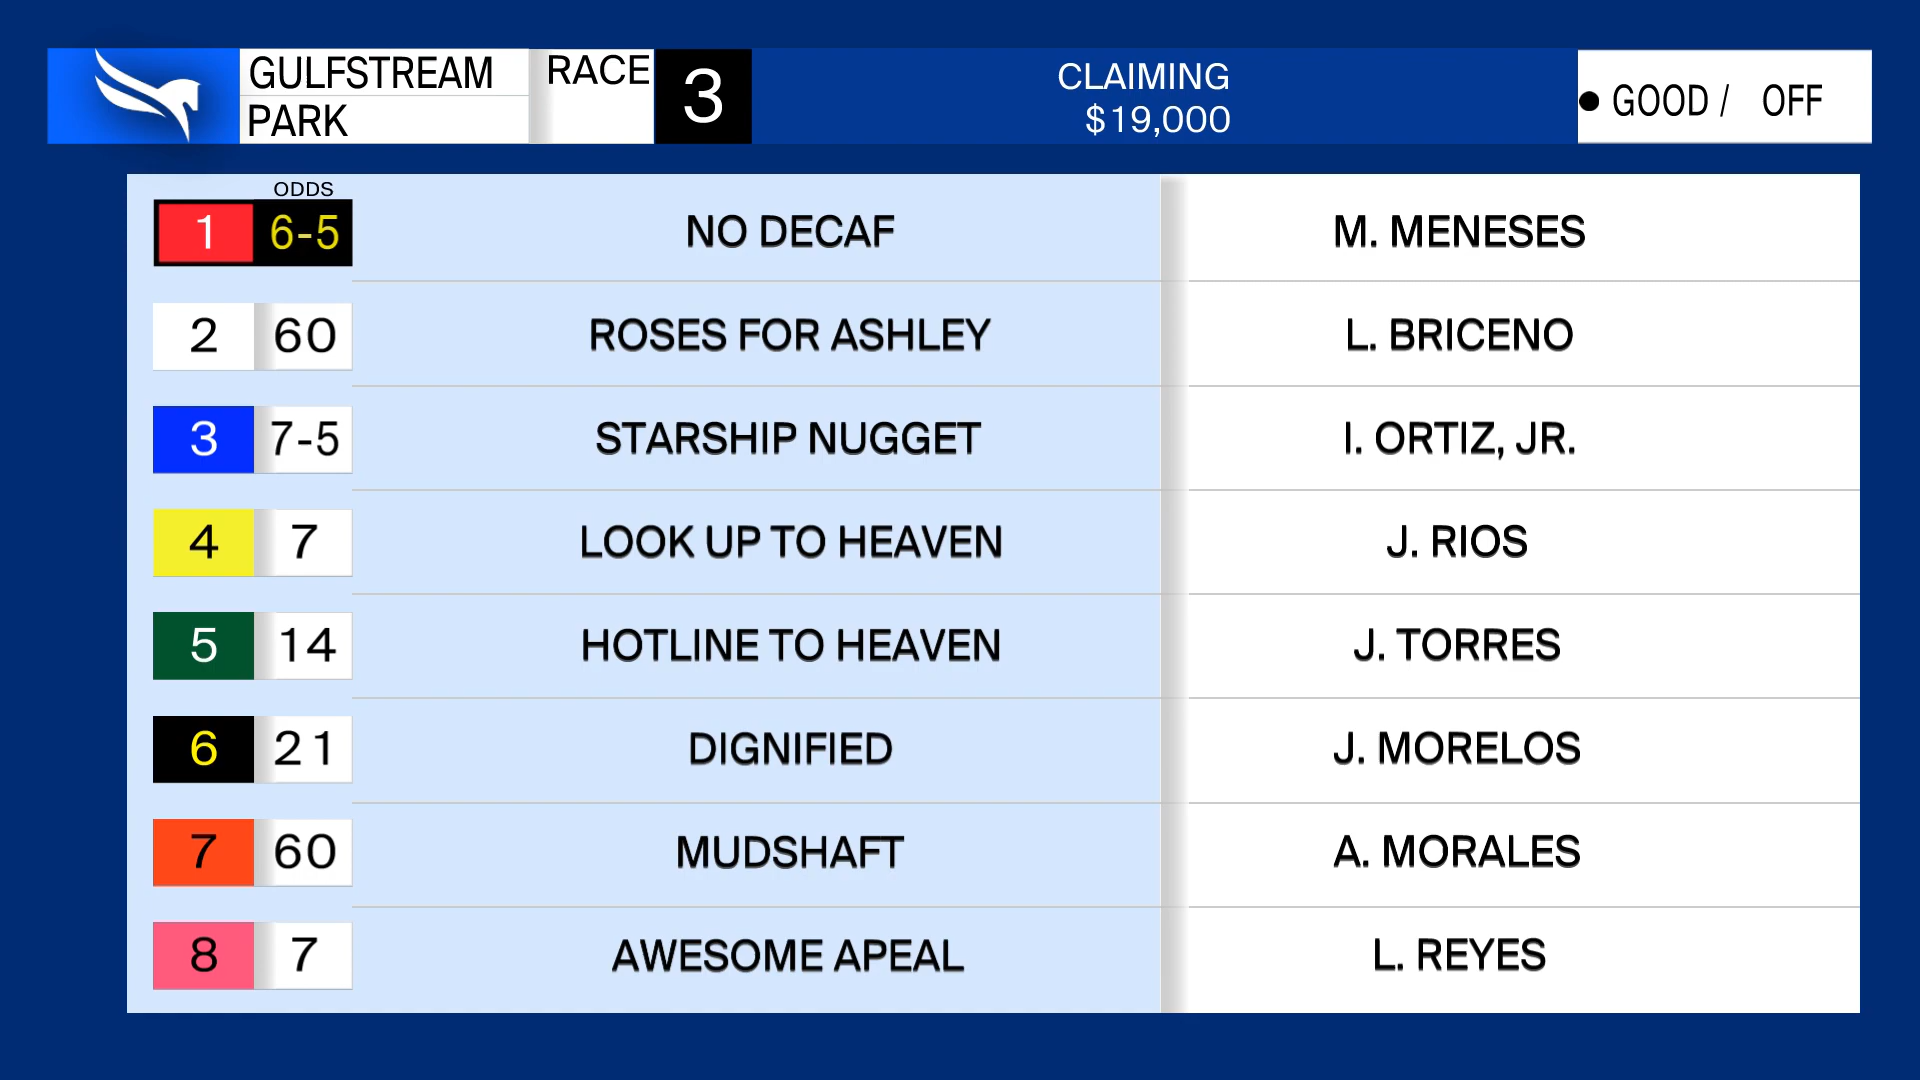 GULFSTREAM
PARK
RACE
3
CLAIMING
$19,000
GOOD / OFF
ODDS
1 6-5 NO DECAF M. MENESES
2 60 ROSES FOR ASHLEY L. BRICENO
3 7-5 STARSHIP NUGGET I. ORTIZ, JR.
4 7 LOOK UP TO HEAVEN J. RIOS
5 14 HOTLINE TO HEAVEN J. TORRES
6 21 DIGNIFIED J. MORELOS
7 60 MUDSHAFT A. MORALES
8 7 AWESOME APEAL L. REYES